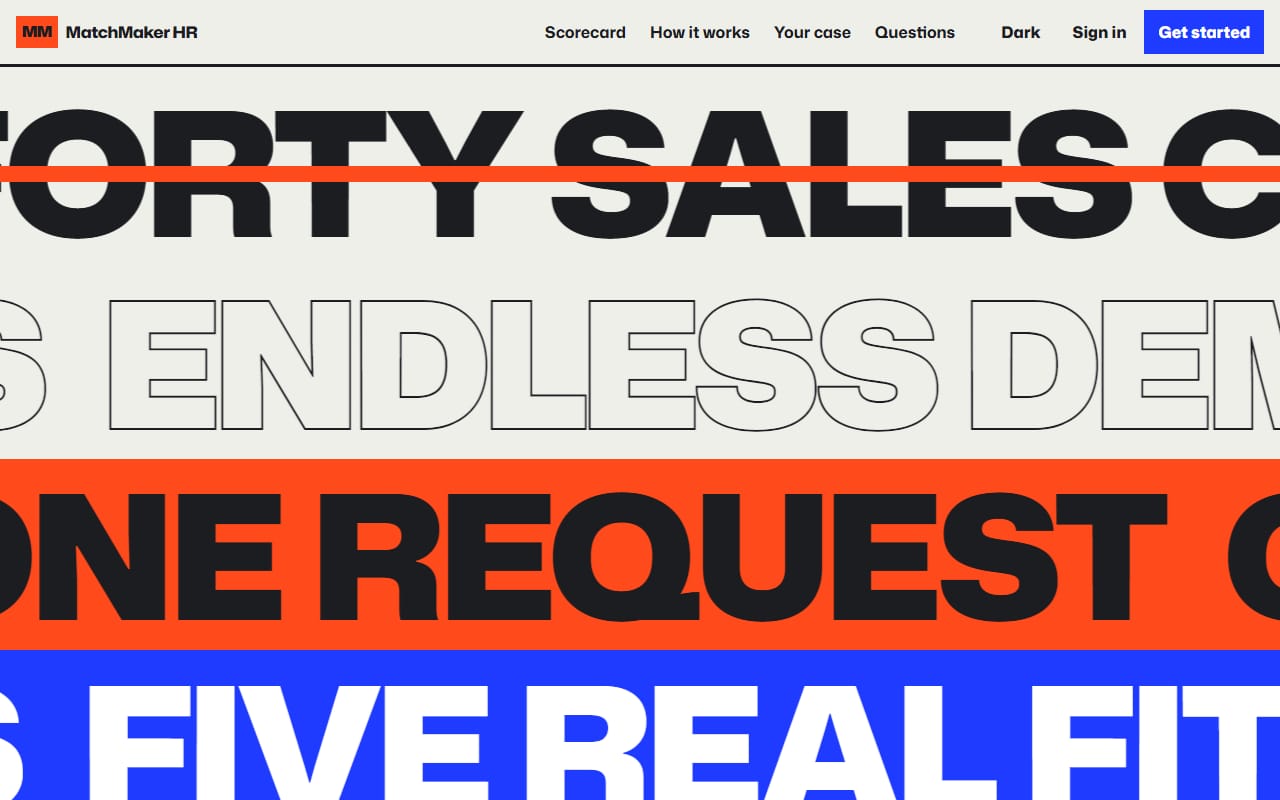 MM MatchMaker HR Scorecard How it works Your case Questions Dark Sign in Get started
FORTY SALES C
S ENDLESS DEM
ONE REQUEST
S FIVE REAL FIT